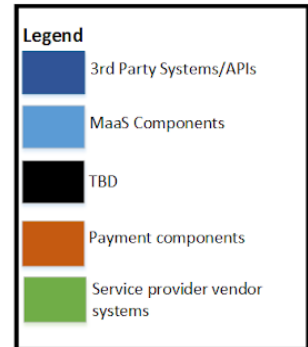 Legend
3rd Party Systems/APIs
MaaS Components
TBD
Payment components
Service provider vendor
systems